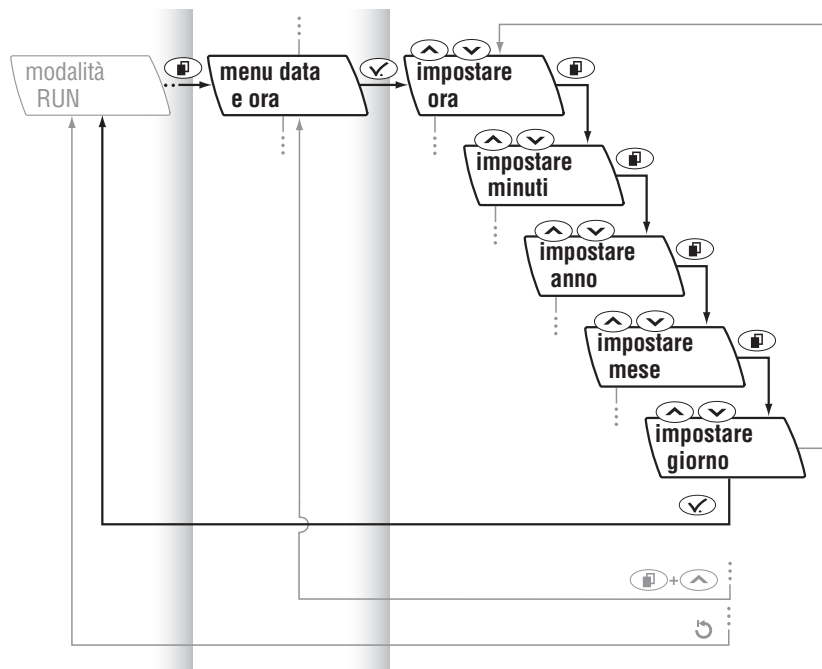 modalità
RUN
menu data
e ora
impostare
ora
impostare
minuti
impostare
anno
impostare
mese
impostare
giorno
+